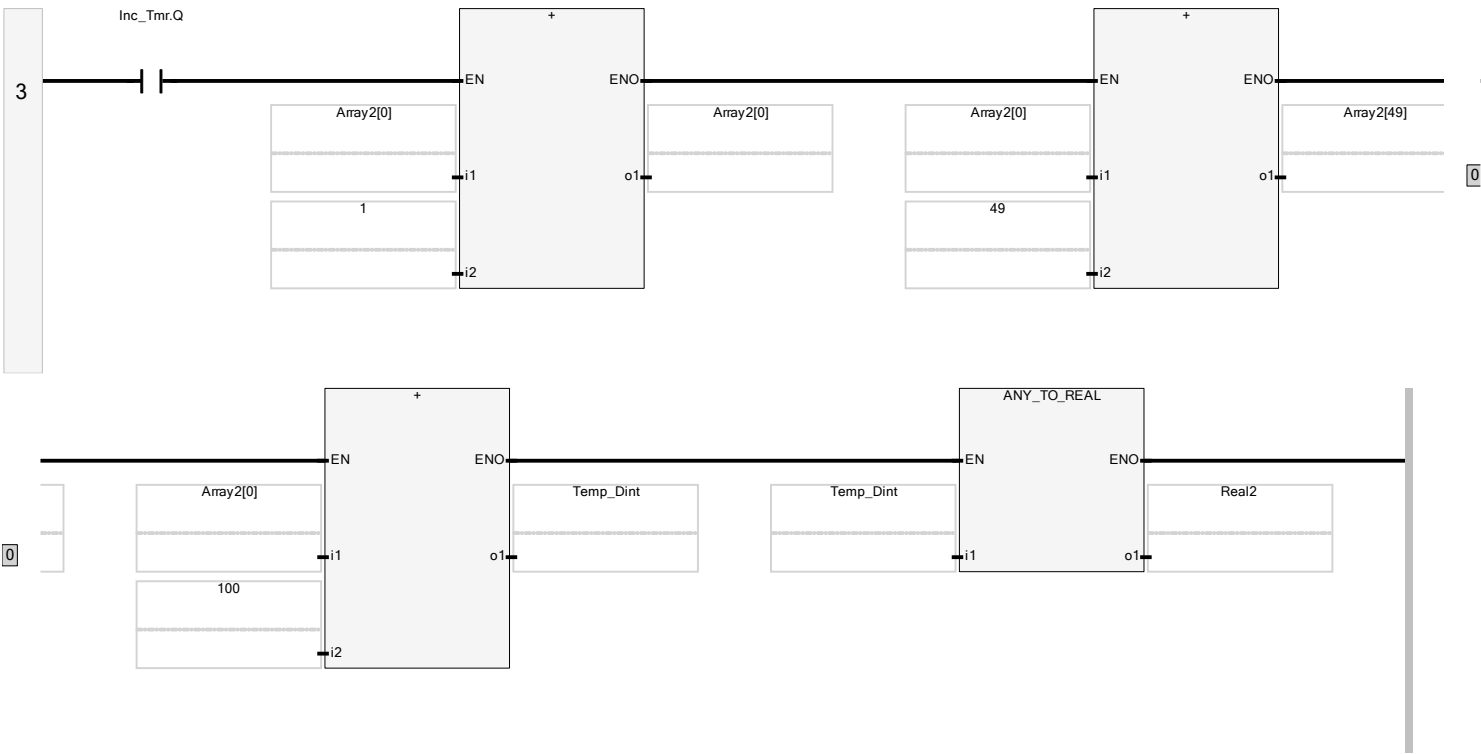 Inc_Tmr.Q
+
+
3
EN
ENO
EN
ENO
Array2[0]
Array2[0]
Array2[0]
Array2[49]
i1
o1
i1
o1
0
1
49
i2
i2
+
ANY_TO_REAL
EN
ENO
EN
ENO
Array2[0]
Temp_Dint
Temp_Dint
Real2
0
i1
o1
i1
o1
100
i2